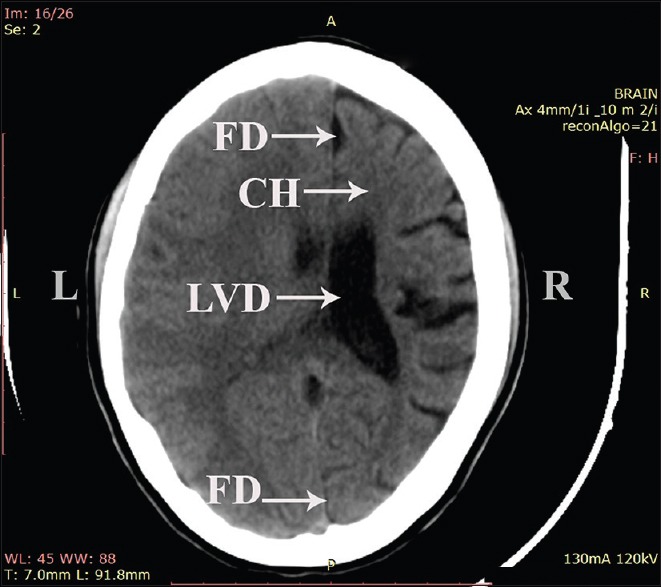 Im: 16/26
Se: 2
A
BRAIN
Ax 4mm/1i _10 m 2/i
reconAlgo=21
F: H
FD
CH
L
L
LVD
R
R
FD
WL: 45 WW: 88
T: 7.0mm L: 91.8mm
P
130mA 120kV